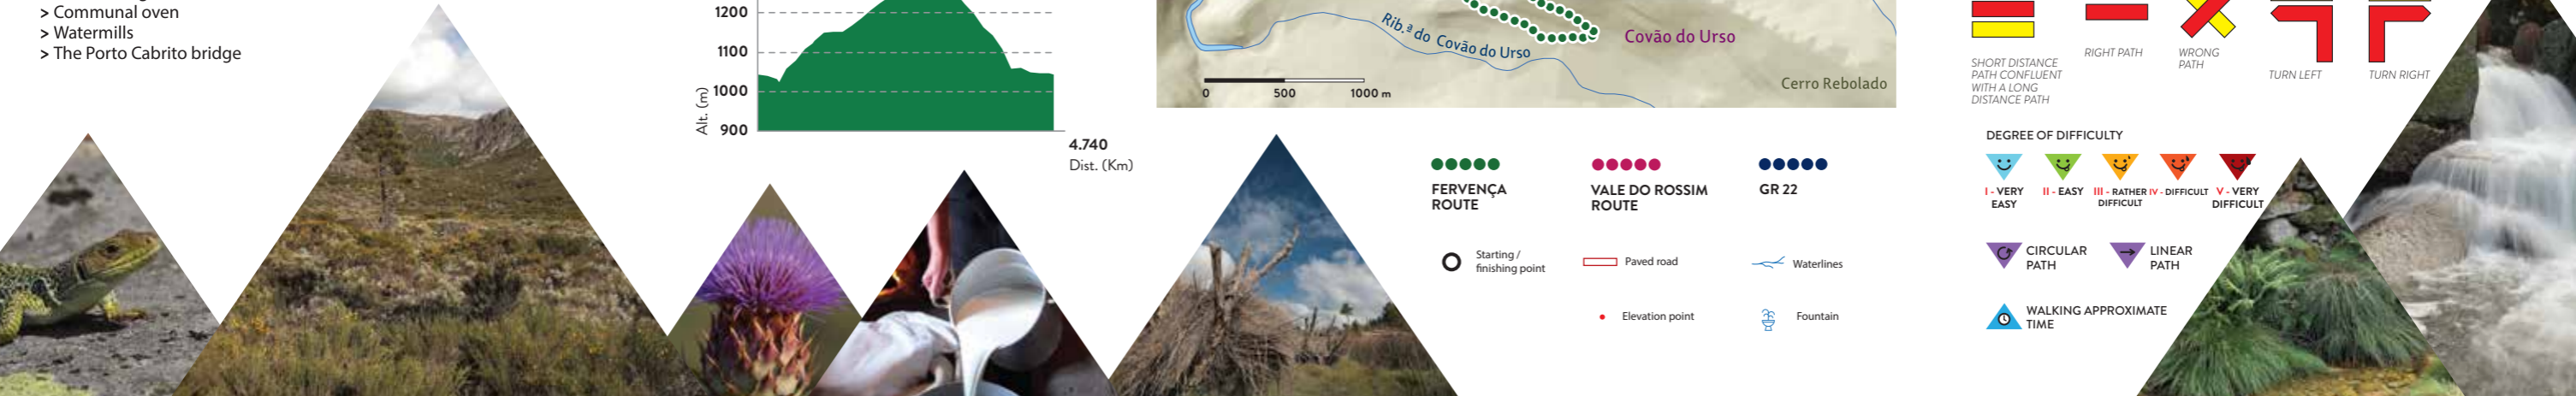 > Communal oven
> Watermills
> The Porto Cabrito bridge
1200
1100
1000
900
Alt. (m)
4.740
Dist. (Km)
Rib.ª do Covão do Urso
Covão do Urso
Cerro Rebolado
0 500 1000 m
FERVENÇA
ROUTE
VALE DO ROSSIM
ROUTE
GR 22
Starting /
finishing point
Paved road
Waterlines
Elevation point
Fountain
SHORT DISTANCE
PATH CONFLUENT
WITH A LONG
DISTANCE PATH
RIGHT PATH
WRONG
PATH
TURN LEFT
TURN RIGHT
DEGREE OF DIFFICULTY
I - VERY
EASY
II - EASY
III - RATHER
DIFFICULT
IV - DIFFICULT
V - VERY
DIFFICULT
CIRCULAR
PATH
LINEAR
PATH
WALKING APPROXIMATE
TIME